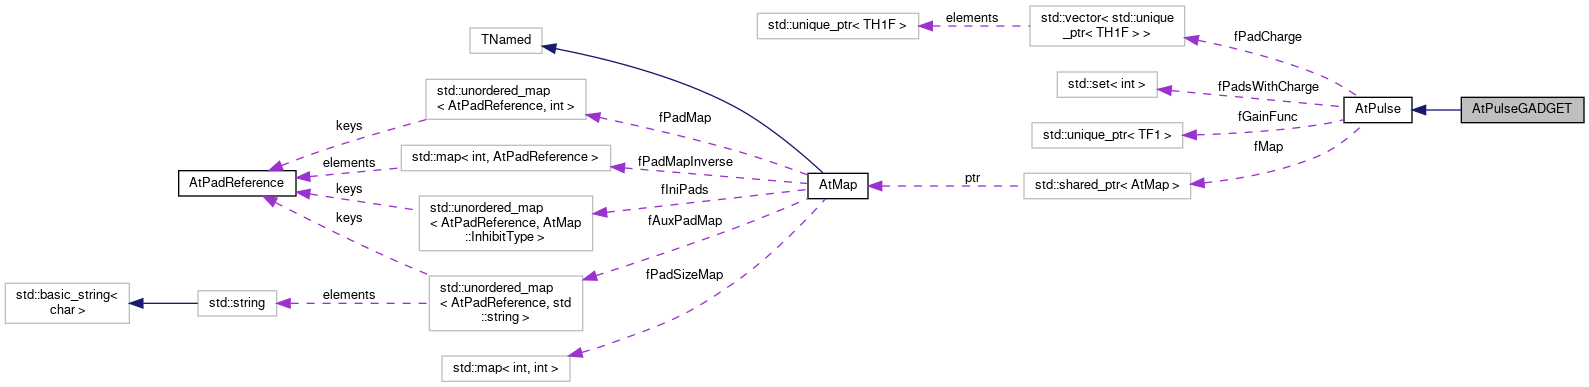 std::unique_ptr< TH1F >
elements
std::vector< std::unique
_ptr< TH1F > >
fPadCharge
TNamed
std::set< int >
fPadsWithCharge
AtPulse
AtPulseGADGET
std::unordered_map
< AtPadReference, int >
keys
fPadMap
std::unique_ptr< TF1 >
fGainFunc
fMap
AtPadReference
elements
std::map< int, AtPadReference >
fPadMapInverse
AtMap
ptr
std::shared_ptr< AtMap >
keys
std::unordered_map
< AtPadReference, AtMap
::InhibitType >
fIniPads
keys
fAuxPadMap
fPadSizeMap
std::basic_string<
char >
std::string
elements
std::unordered_map
< AtPadReference, std
::string >
std::map< int, int >